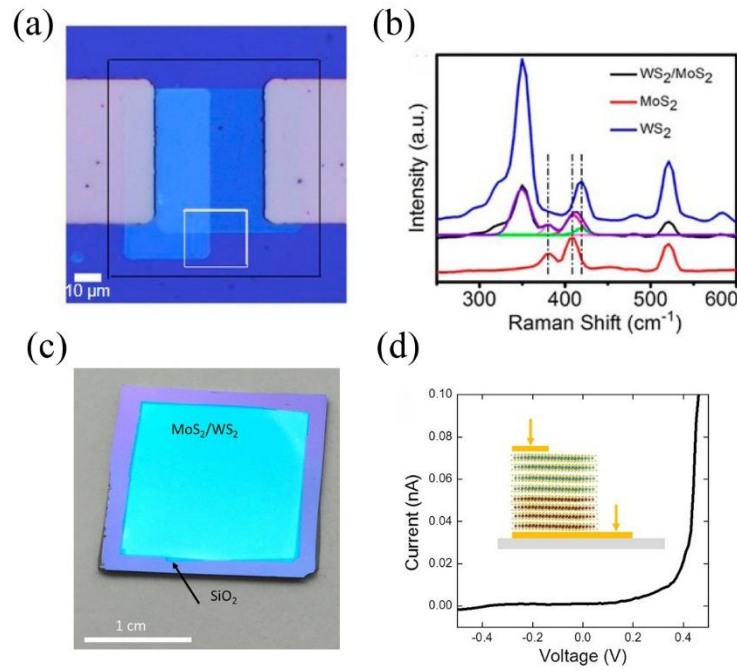 (a)
10 μm
(b)
Intensity (a.u.)
WS₂/MoS₂
MoS₂
WS₂
300 400 500 600
Raman Shift (cm⁻¹)
(c)
MoS₂/WS₂
SiO₂
1 cm
(d)
Current (nA)
0.10
0.08
0.06
0.04
0.02
0.00
-0.4 -0.2 0.0 0.2 0.4
Voltage (V)